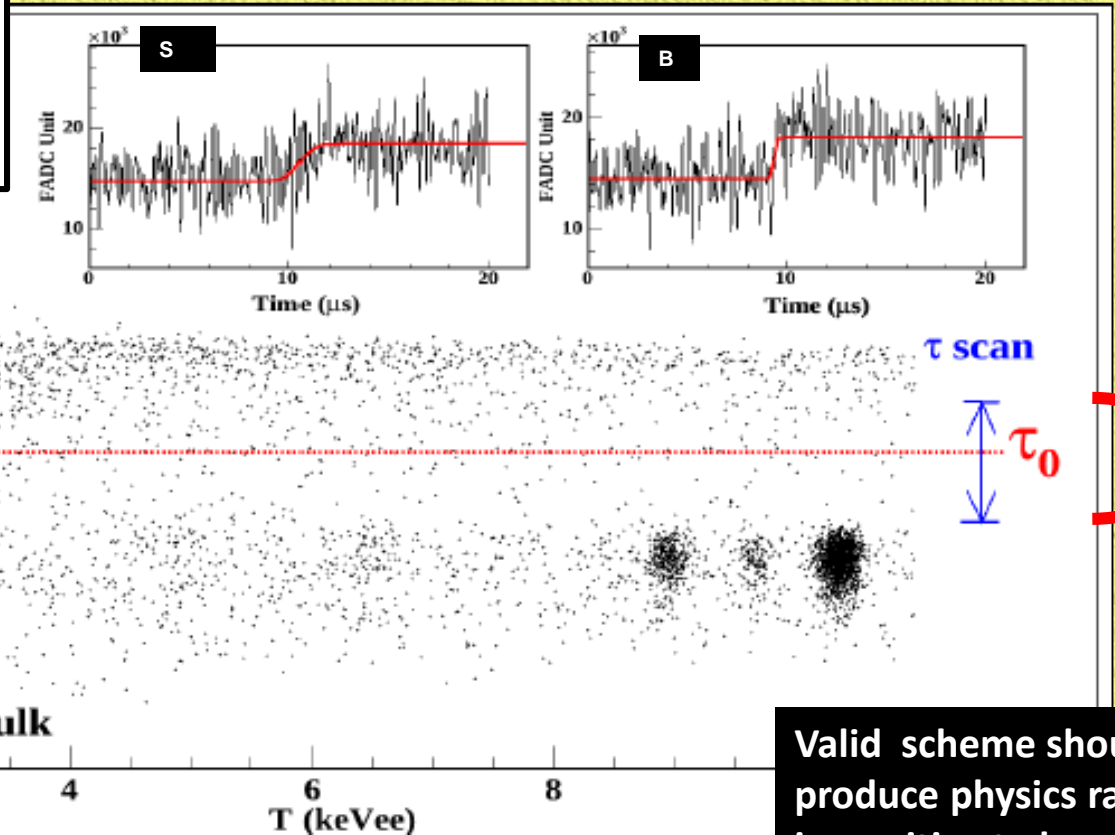 ×10³
S
FADC Unit
20
10
0
10
20
Time (μs)
×10³
B
FADC Unit
20
10
0
10
20
Time (μs)
τ scan
τ0
ulk
4
6
8
T (keVee)
Valid scheme shou
produce physics ra